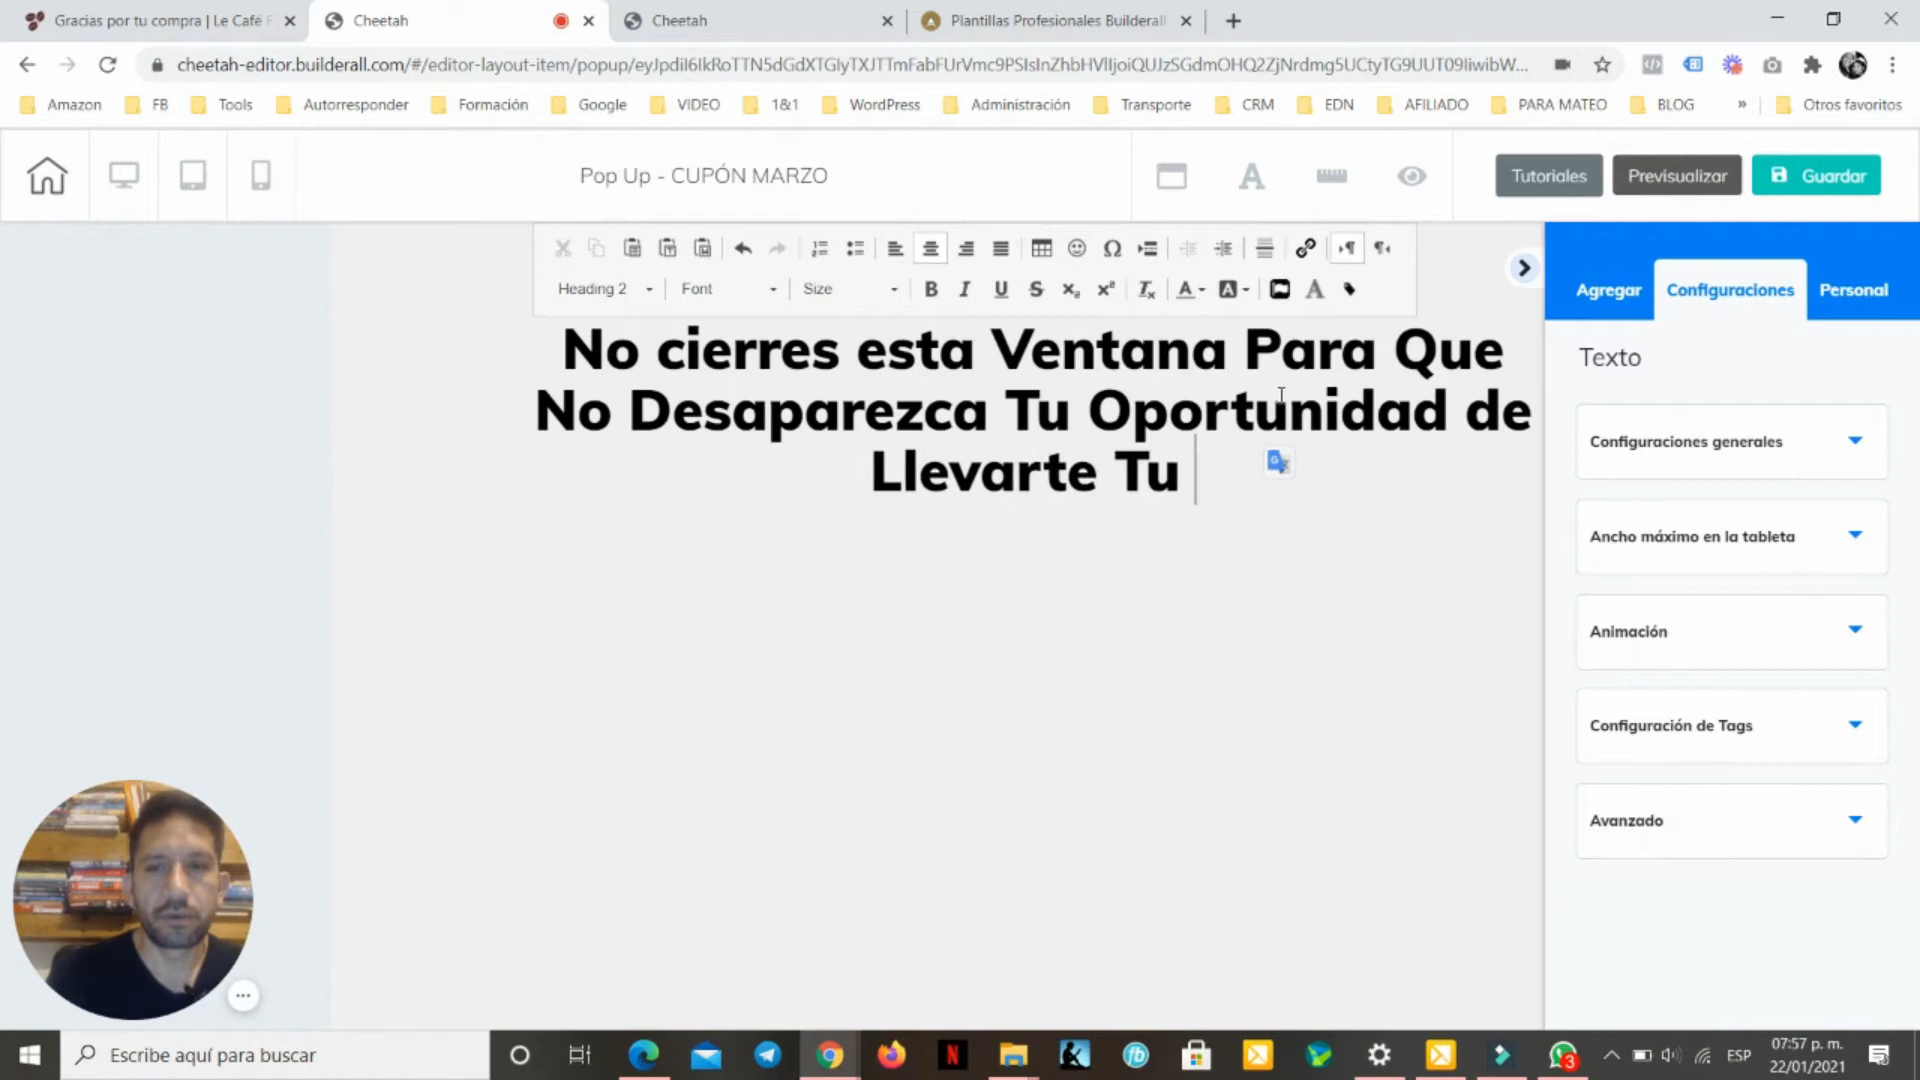 Gracias por tu compra | Le Café F
Cheetah
Cheetah
Plantillas Profesionales Builderall
cheetah-editor.builderall.com/#/editor-layout-item/popup/
Amazon FB Tools Autorresponder Formación Google VIDEO 1&1 WordPress Administración Transporte CRM EDN AFILIADO PARA MATEO BLOG » Otros favoritos
Pop Up - CUPÓN MARZO
Tutoriales Previsualizar Guardar
Heading 2 Font Size
Agregar Configuraciones Personal
No cierres esta Ventana Para Que
No Desaparezca Tu Oportunidad de
Llevarte Tu
Texto
Configuraciones generales
Ancho máximo en la tableta
Animación
Configuración de Tags
Avanzado
Escribe aquí para buscar
3
ESP
07:57 p. m.
22/01/2021